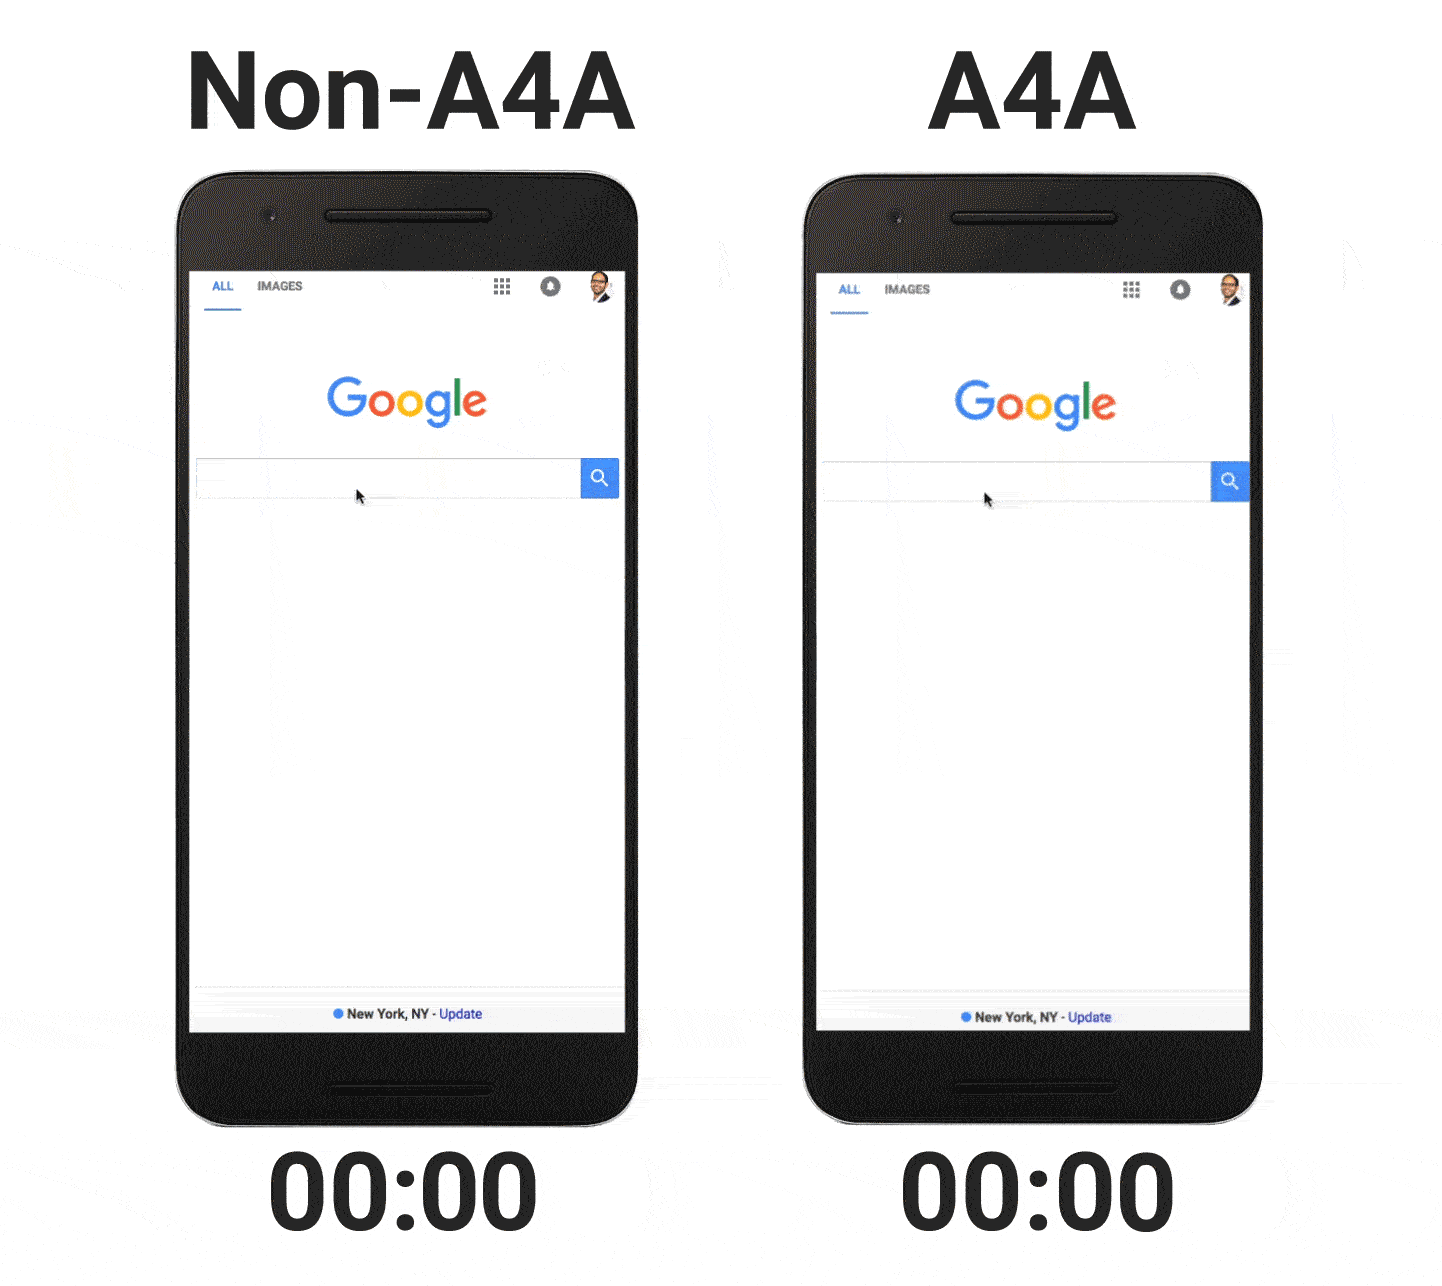 Non-A4A
A4A
ALL IMAGES
Google
New York, NY - Update
00:00
ALL IMAGES
Google
New York, NY - Update
00:00